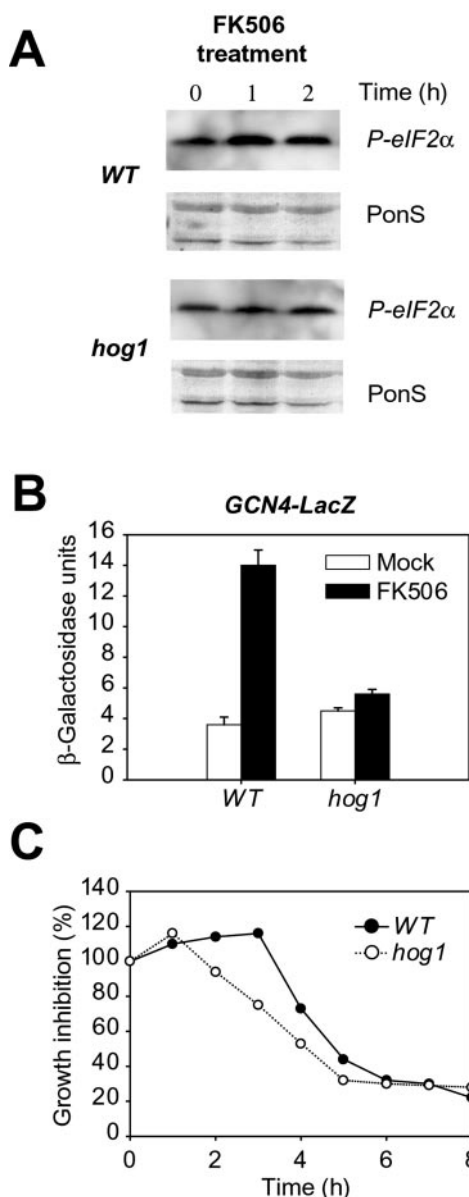 A
FK506
treatment
0 1 2 Time (h)
P-eIF2α
WT
PonS
P-eIF2α
hog1
PonS
B
GCN4-LacZ
16
14
12
10
8
6
4
2
0
β-Galactosidase units
Mock
FK506
WT hog1
C
140
120
100
80
60
40
20
0
Growth inhibition (%)
WT
hog1
0 2 4 6 8
Time (h)